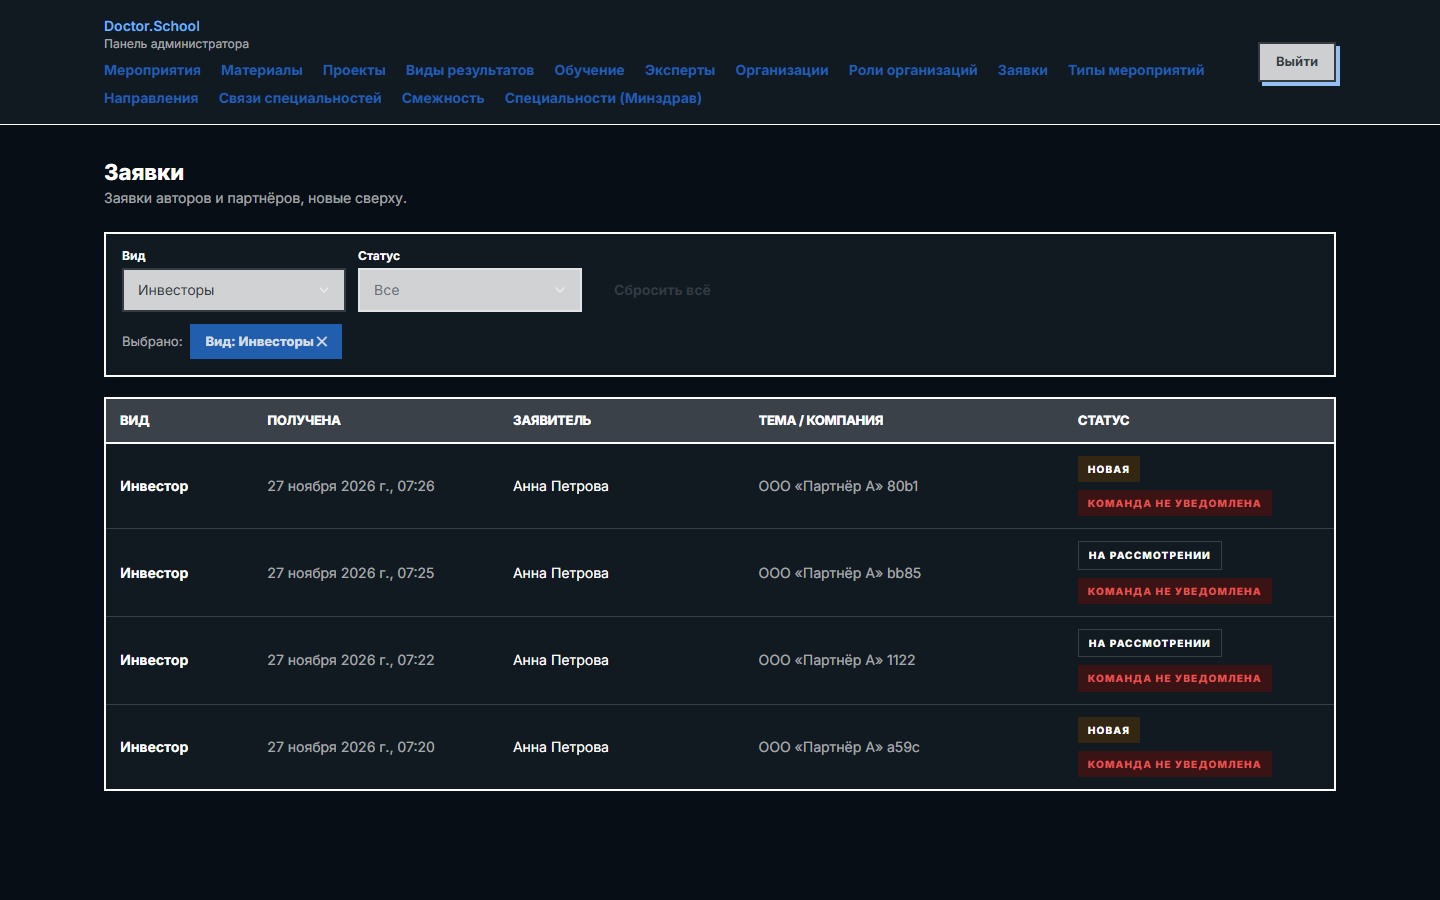 Doctor.School
Панель администратора
Мероприятия Материалы Проекты Виды результатов Обучение Эксперты Организации Роли организаций Заявки Типы мероприятий
Направления Связи специальностей Смежность Специальности (Минздрав)
Выйти
Заявки
Заявки авторов и партнёров, новые сверху.
Вид Статус
Инвесторы Все Сбросить всё
Выбрано: Вид: Инвесторы
ВИД ПОЛУЧЕНА ЗАЯВИТЕЛЬ ТЕМА / КОМПАНИЯ СТАТУС
Инвестор 27 ноября 2026 г., 07:26 Анна Петрова ООО «Партнёр А» 80b1 НОВАЯ
КОМАНДА НЕ УВЕДОМЛЕНА
Инвестор 27 ноября 2026 г., 07:25 Анна Петрова ООО «Партнёр А» bb85 НА РАССМОТРЕНИИ
КОМАНДА НЕ УВЕДОМЛЕНА
Инвестор 27 ноября 2026 г., 07:22 Анна Петрова ООО «Партнёр А» 1122 НА РАССМОТРЕНИИ
КОМАНДА НЕ УВЕДОМЛЕНА
Инвестор 27 ноября 2026 г., 07:20 Анна Петрова ООО «Партнёр А» a59c НОВАЯ
КОМАНДА НЕ УВЕДОМЛЕНА